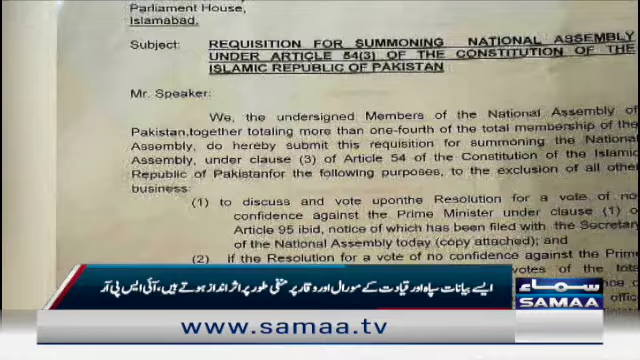 Parliament House,
Islamabad.
Subject: REQUISITION FOR SUMMONING NATIONAL ASSEMBLY
UNDER ARTICLE 54(3) OF THE CONSTITUTION OF THE
ISLAMIC REPUBLIC OF PAKISTAN
Mr. Speaker:
We, the undersigned Members of the National Assembly of
Pakistan,together totaling more than one-fourth of the total membership of the
Assembly, do hereby submit this requisition for summoning the National
Assembly, under clause (3) of Article 54 of the Constitution of the Islamic
Republic of Pakistanfor the following purposes, to the exclusion of all other
business:
(1) to discuss and vote upon the Resolution for a vote of no
confidence against the Prime Minister under clause (1) of
Article 95 ibid, notice of which has been filed with the Secretary
of the National Assembly today (copy attached); and
(2) if the Resolution for a vote of no confidence against the Prime
votes of the total
ایسے بیانات سپاہ اور قیادت کے مورال اور وقار پر منفی طور پر اثر انداز ہوتے ہیں، آئی ایس پی آر
سماء
SAMAA
www.samaa.tv